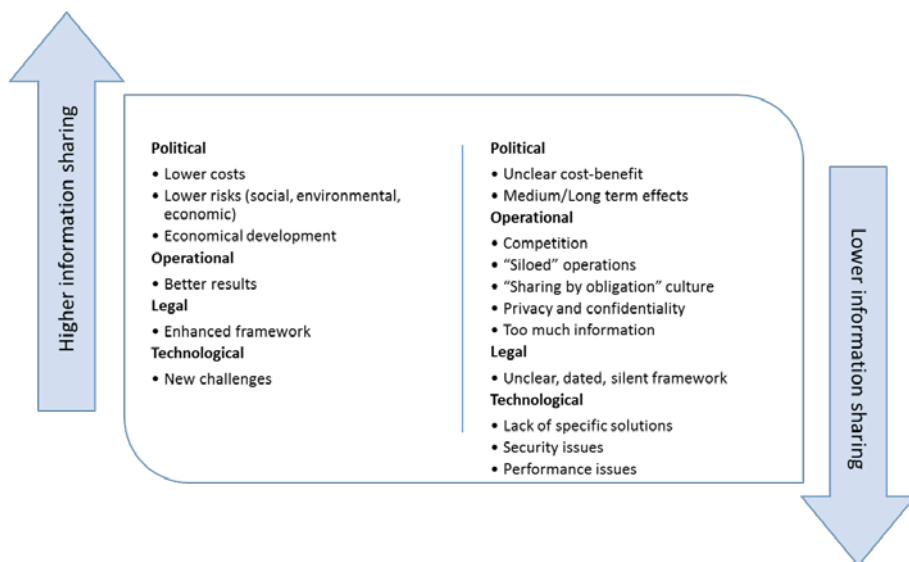 Higher information sharing
Political
• Lower costs
• Lower risks (social, environmental,
economic)
• Economical development
Operational
• Better results
Legal
• Enhanced framework
Technological
• New challenges
Political
• Unclear cost-benefit
• Medium/Long term effects
Operational
• Competition
• “Siloed” operations
• “Sharing by obligation” culture
• Privacy and confidentiality
• Too much information
Legal
• Unclear, dated, silent framework
Technological
• Lack of specific solutions
• Security issues
• Performance issues
Lower information sharing